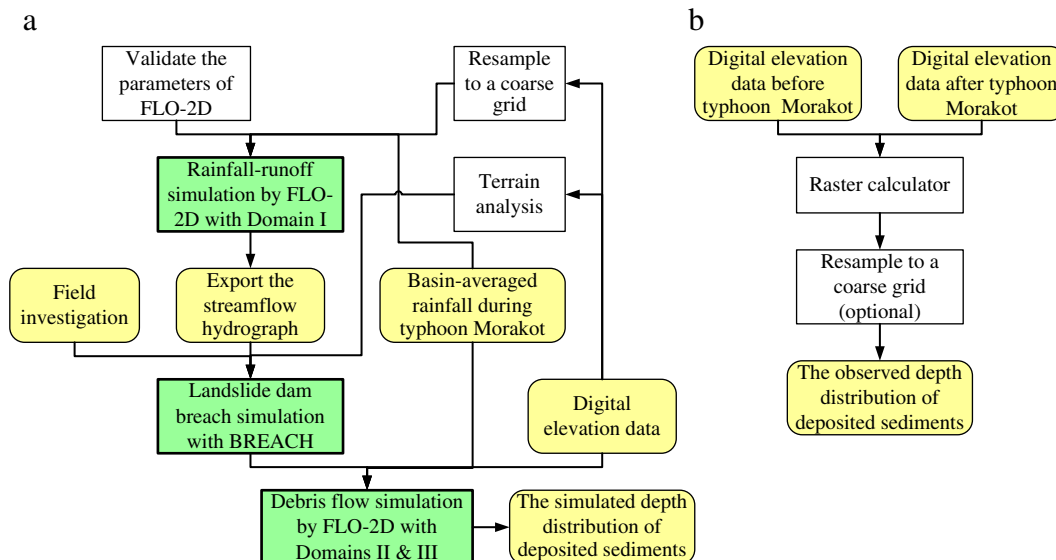 a
Validate the
parameters of
FLO-2D
Resample
to a coarse
grid
Rainfall-runoff
simulation by FLO-
2D with Domain I
Terrain
analysis
Field
investigation
Export the
streamflow
hydrograph
Basin-averaged
rainfall during
typhoon Morakot
Landslide dam
breach simulation
with BREACH
Digital
elevation data
Debris flow simulation
by FLO-2D with
Domains II & III
The simulated depth
distribution of
deposited sediments
b
Digital elevation
data before
typhoon Morakot
Digital elevation
data after typhoon
Morakot
Raster calculator
Resample to a
coarse grid
(optional)
The observed depth
distribution of
deposited sediments